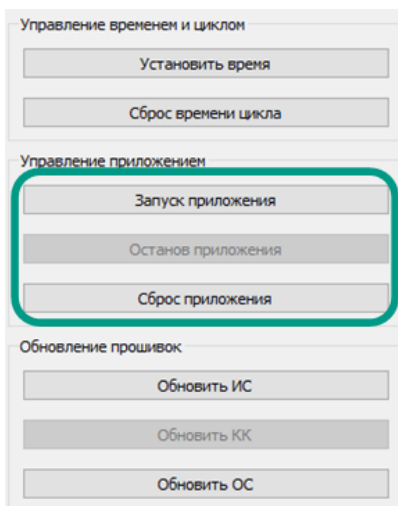 Управление временем и циклом
Установить время
Сброс времени цикла
Управление приложением
Запуск приложения
Останов приложения
Сброс приложения
Обновление прошивок
Обновить ИС
Обновить КК
Обновить ОС